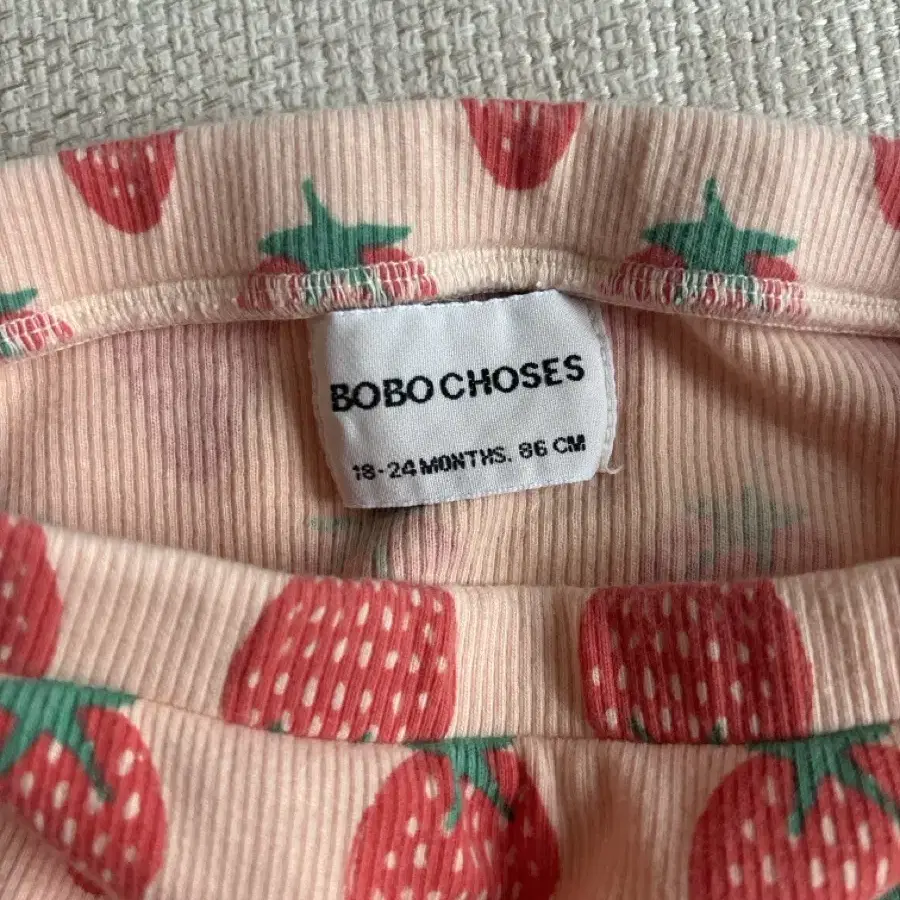 BOBO CHOSES
18-24 MONTHS. 86 CM